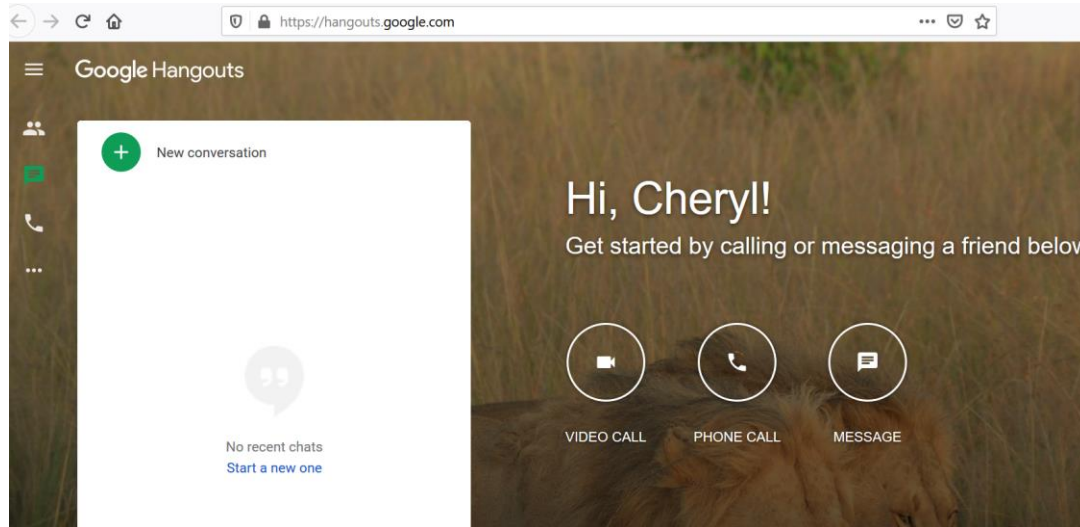 https://hangouts.google.com
Google Hangouts
New conversation
Hi, Cheryl!
Get started by calling or messaging a friend below
VIDEO CALL
PHONE CALL
MESSAGE
No recent chats
Start a new one